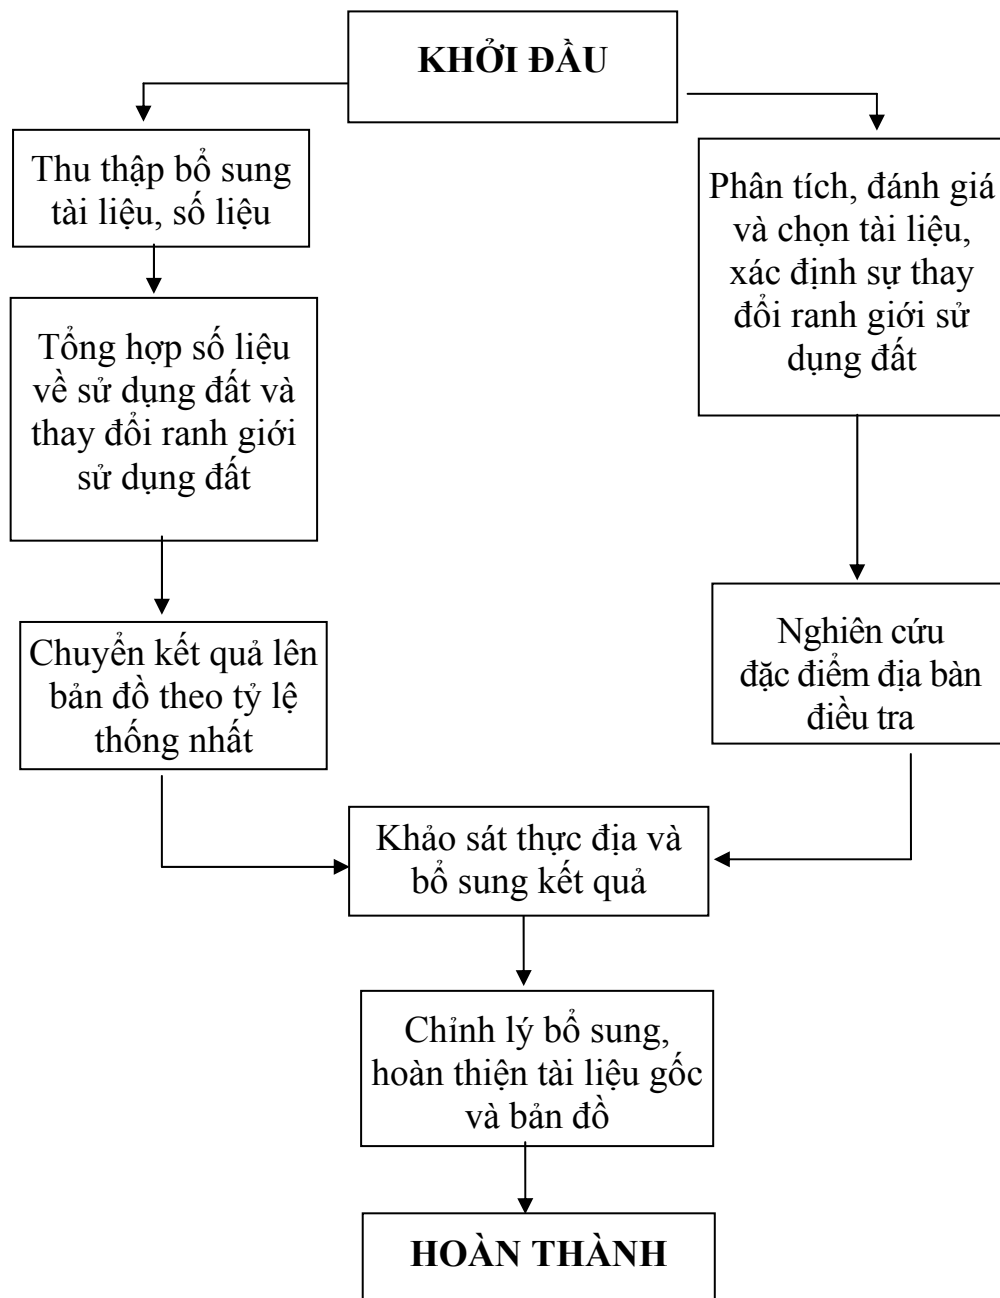 KHỞI ĐẦU
Thu thập bổ sung
tài liệu, số liệu
Tổng hợp số liệu
về sử dụng đất và
thay đổi ranh giới
sử dụng đất
Chuyển kết quả lên
bản đồ theo tỷ lệ
thống nhất
Phân tích, đánh giá
và chọn tài liệu,
xác định sự thay
đổi ranh giới sử
dụng đất
Nghiên cứu
đặc điểm địa bàn
điều tra
Khảo sát thực địa và
bổ sung kết quả
Chỉnh lý bổ sung,
hoàn thiện tài liệu gốc
và bản đồ
HOÀN THÀNH